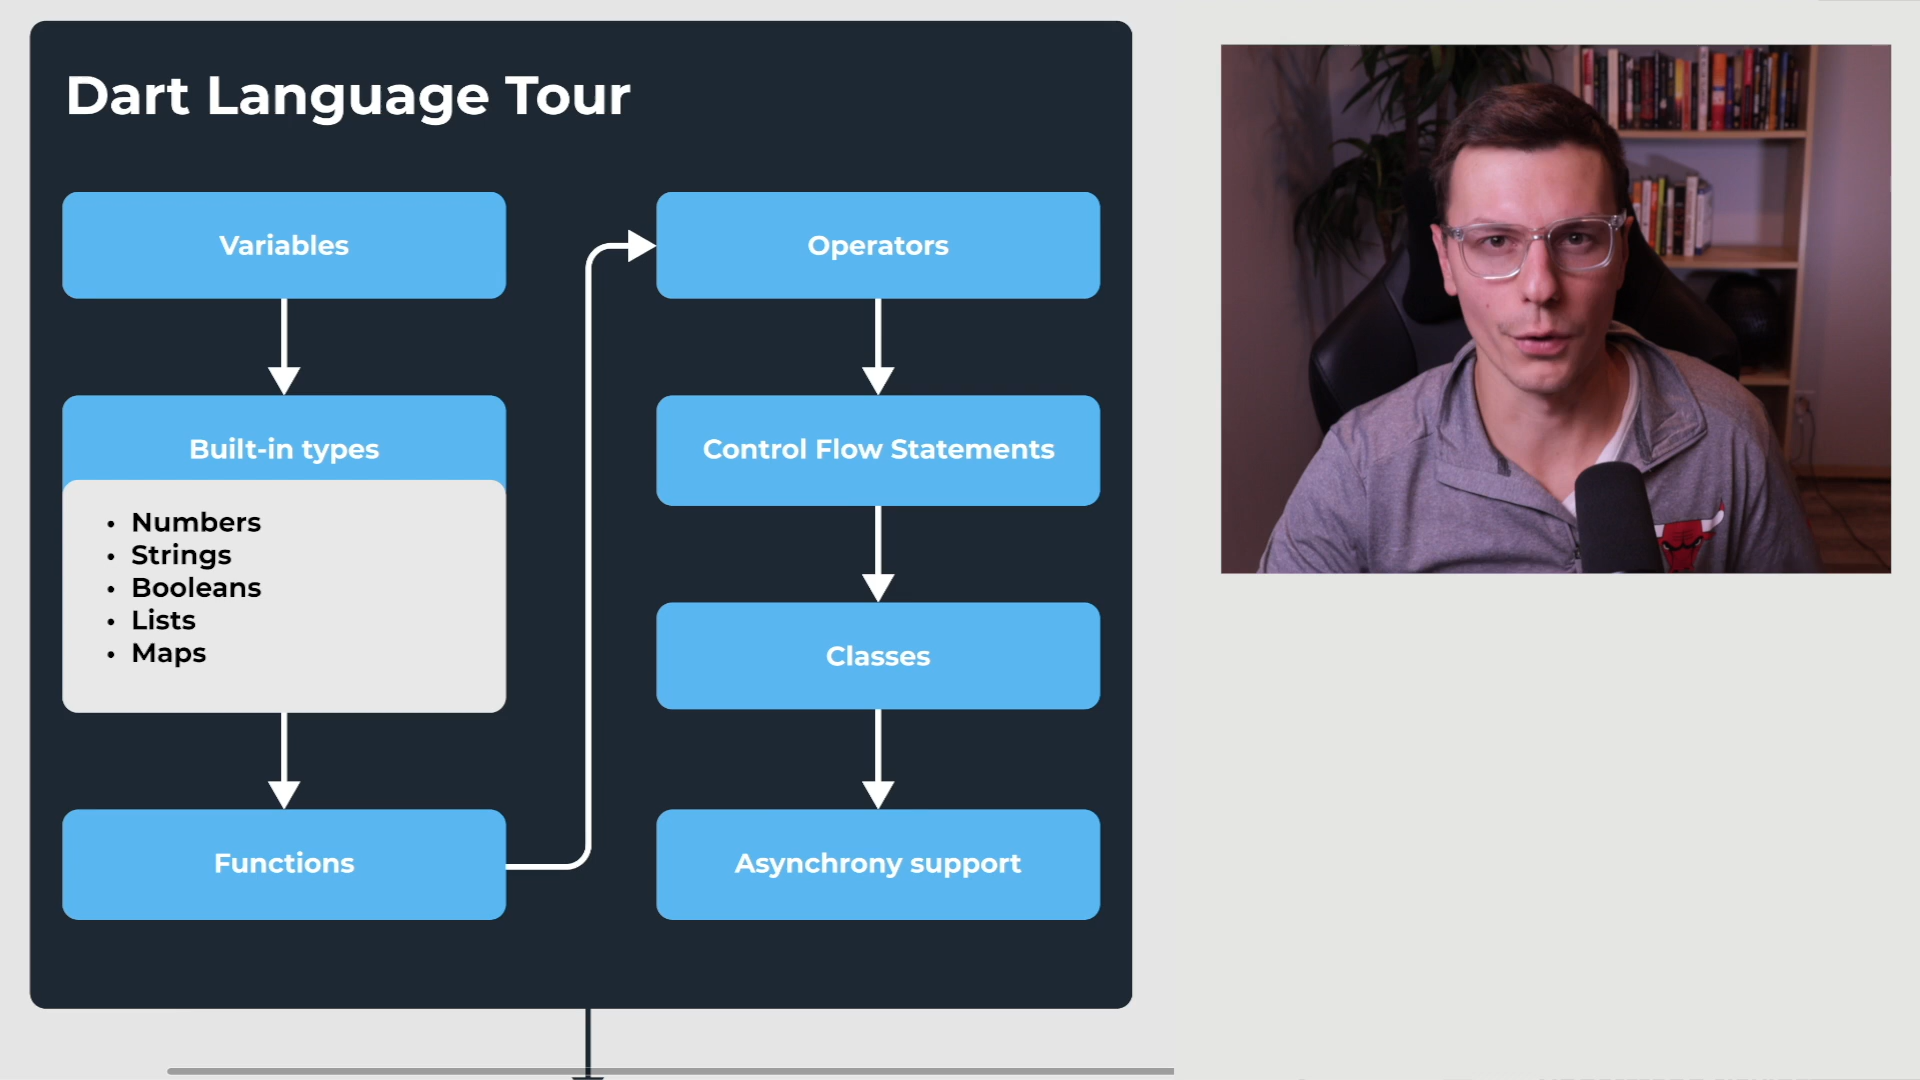 Dart Language Tour
Variables
Built-in types
• Numbers
• Strings
• Booleans
• Lists
• Maps
Functions
Operators
Control Flow Statements
Classes
Asynchrony support